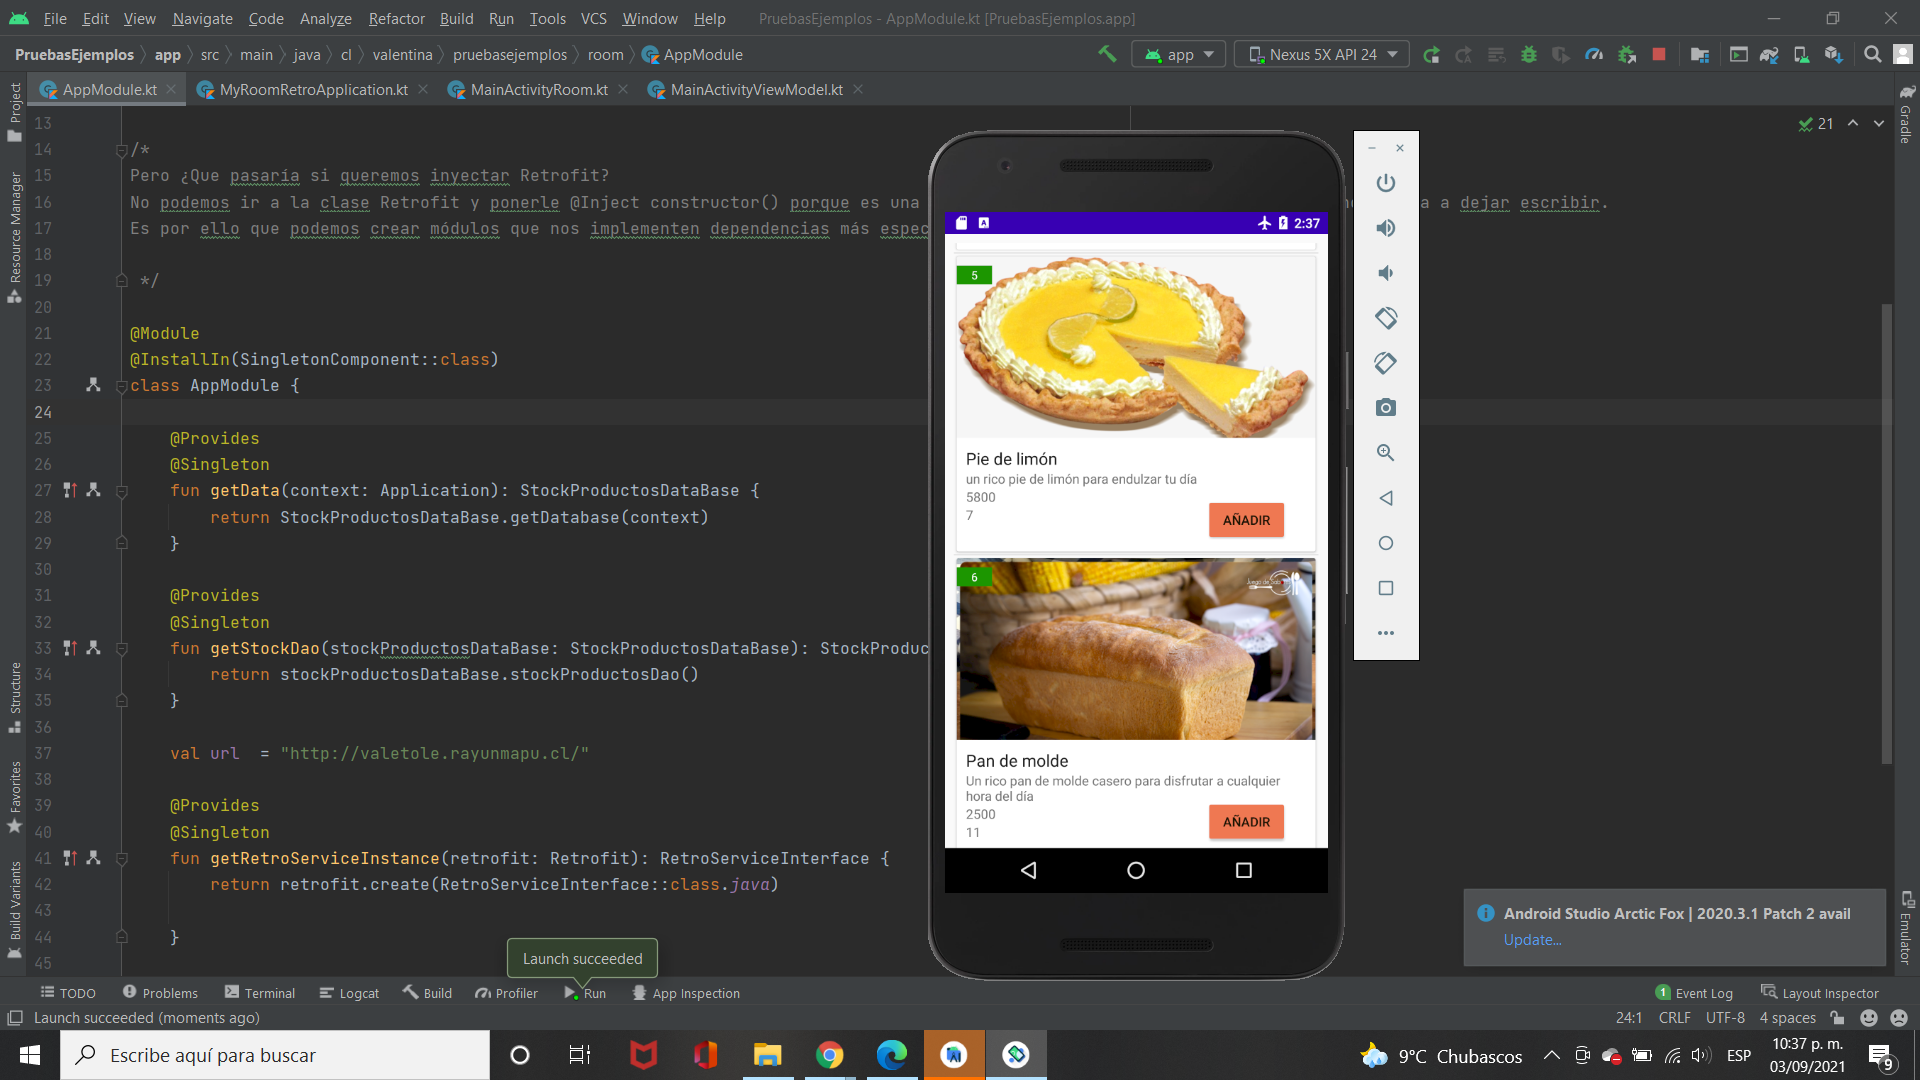 File Edit View Navigate Code Analyze Refactor Build Run Tools VCS Window Help PruebasEjemplos - AppModule.kt [PruebasEjemplos.app]
PruebasEjemplos app src main java cl valentina pruebasejemplos room AppModule
app Nexus 5X API 24
AppModule.kt MyRoomRetroApplication.kt MainActivityRoom.kt MainActivityViewModel.kt
Project
Resource Manager
Structure
Favorites
Build Variants
Gradle
Emulator
21
13
14 /*
15 Pero ¿Que pasaría si queremos inyectar Retrofit?
16 No podemos ir a la clase Retrofit y ponerle @Inject constructor() porque es una a a dejar escribir.
17 Es por ello que podemos crear módulos que nos implementen dependencias más espec
18
19 */
20
21 @Module
22 @InstallIn(SingletonComponent::class)
23 class AppModule {
24
25 @Provides
26 @Singleton
27 fun getData(context: Application): StockProductosDataBase {
28 return StockProductosDataBase.getDatabase(context)
29 }
30
31 @Provides
32 @Singleton
33 fun getStockDao(stockProductosDataBase: StockProductosDataBase): StockProduc
34 return stockProductosDataBase.stockProductosDao()
35 }
36
37 val url = "http://valetole.rayunmapu.cl/"
38
39 @Provides
40 @Singleton
41 fun getRetroServiceInstance(retrofit: Retrofit): RetroServiceInterface {
42 return retrofit.create(RetroServiceInterface::class.java)
43
44 }
45
2:37
5
Pie de limón
un rico pie de limón para endulzar tu día
5800
7
AÑADIR
6
Pan de molde
Un rico pan de molde casero para disfrutar a cualquier
hora del día
2500
11
AÑADIR
Android Studio Arctic Fox | 2020.3.1 Patch 2 avail
Update...
Launch succeeded
TODO Problems Terminal Logcat Build Profiler Run App Inspection 1 Event Log Layout Inspector
Launch succeeded (moments ago) 24:1 CRLF UTF-8 4 spaces
Escribe aquí para buscar
9°C Chubascos
ESP
10:37 p. m.
03/09/2021
9